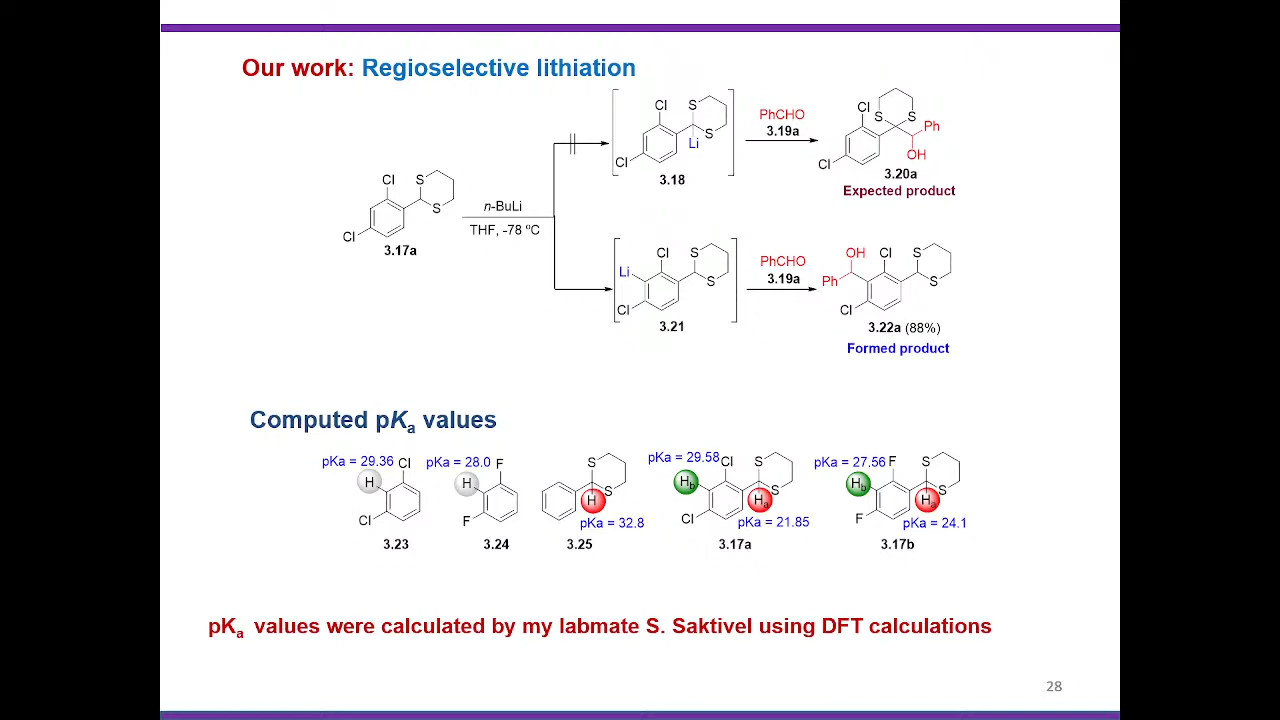 Our work: Regioselective lithiation
Cl
S
S
Li
Cl
3.18
PhCHO
3.19a
Cl
S
S
Ph
OH
Cl
3.20a
Expected product
Cl
S
S
Cl
3.17a
n-BuLi
THF, -78 ºC
Li
Cl
S
S
Cl
3.21
PhCHO
3.19a
OH
Cl
S
S
Ph
Cl
3.22a (88%)
Formed product
Computed pKa values
pKa = 29.36
Cl
H
Cl
3.23
pKa = 28.0
F
H
F
3.24
S
S
H
pKa = 32.8
3.25
pKa = 29.58
Cl
S
S
Hb
Ha
Cl
pKa = 21.85
3.17a
pKa = 27.56
F
S
S
Hb
Ha
F
pKa = 24.1
3.17b
pKa values were calculated by my labmate S. Saktivel using DFT calculations
28